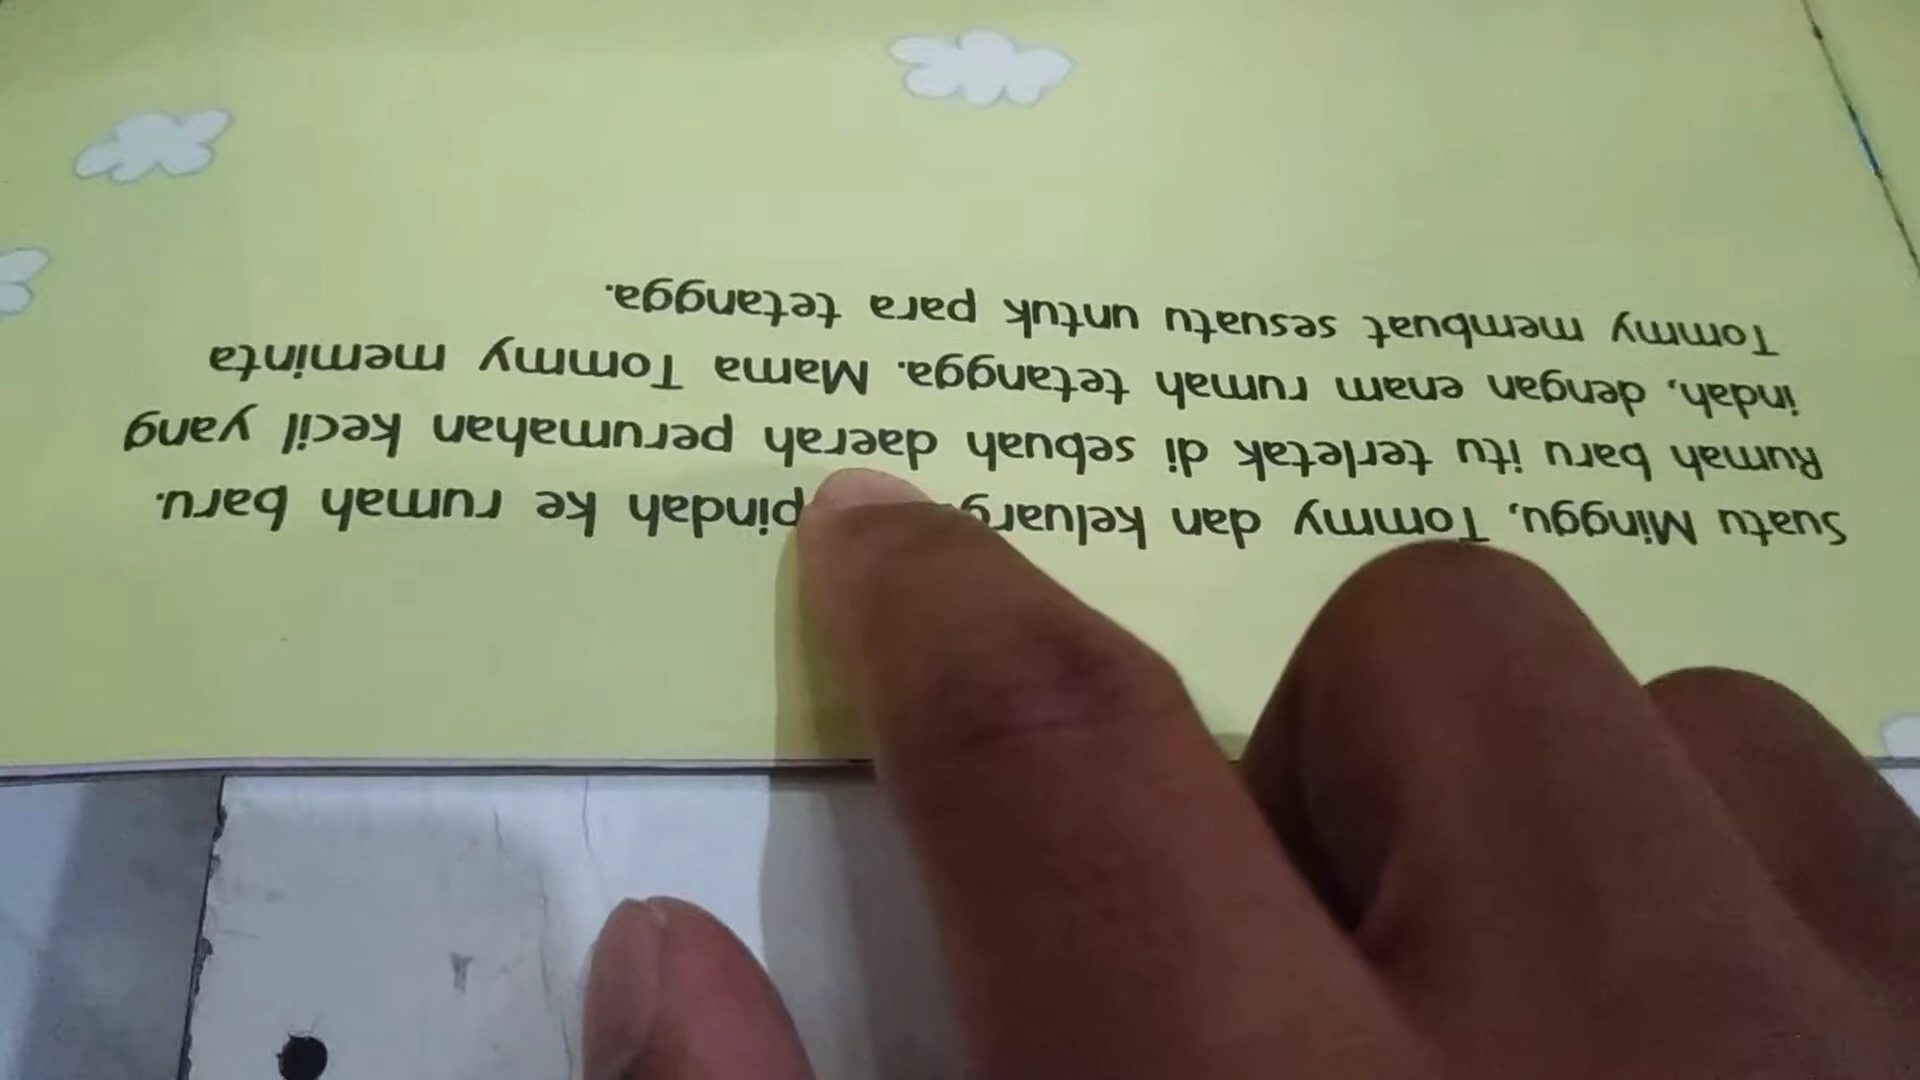 Suatu Minggu, Tommy dan keluarg pindah ke rumah baru.
Rumah baru itu terletak di sebuah daerah perumahan kecil yang
indah, dengan enam rumah tetangga. Mama Tommy meminta
Tommy membuat sesuatu untuk para tetangga.